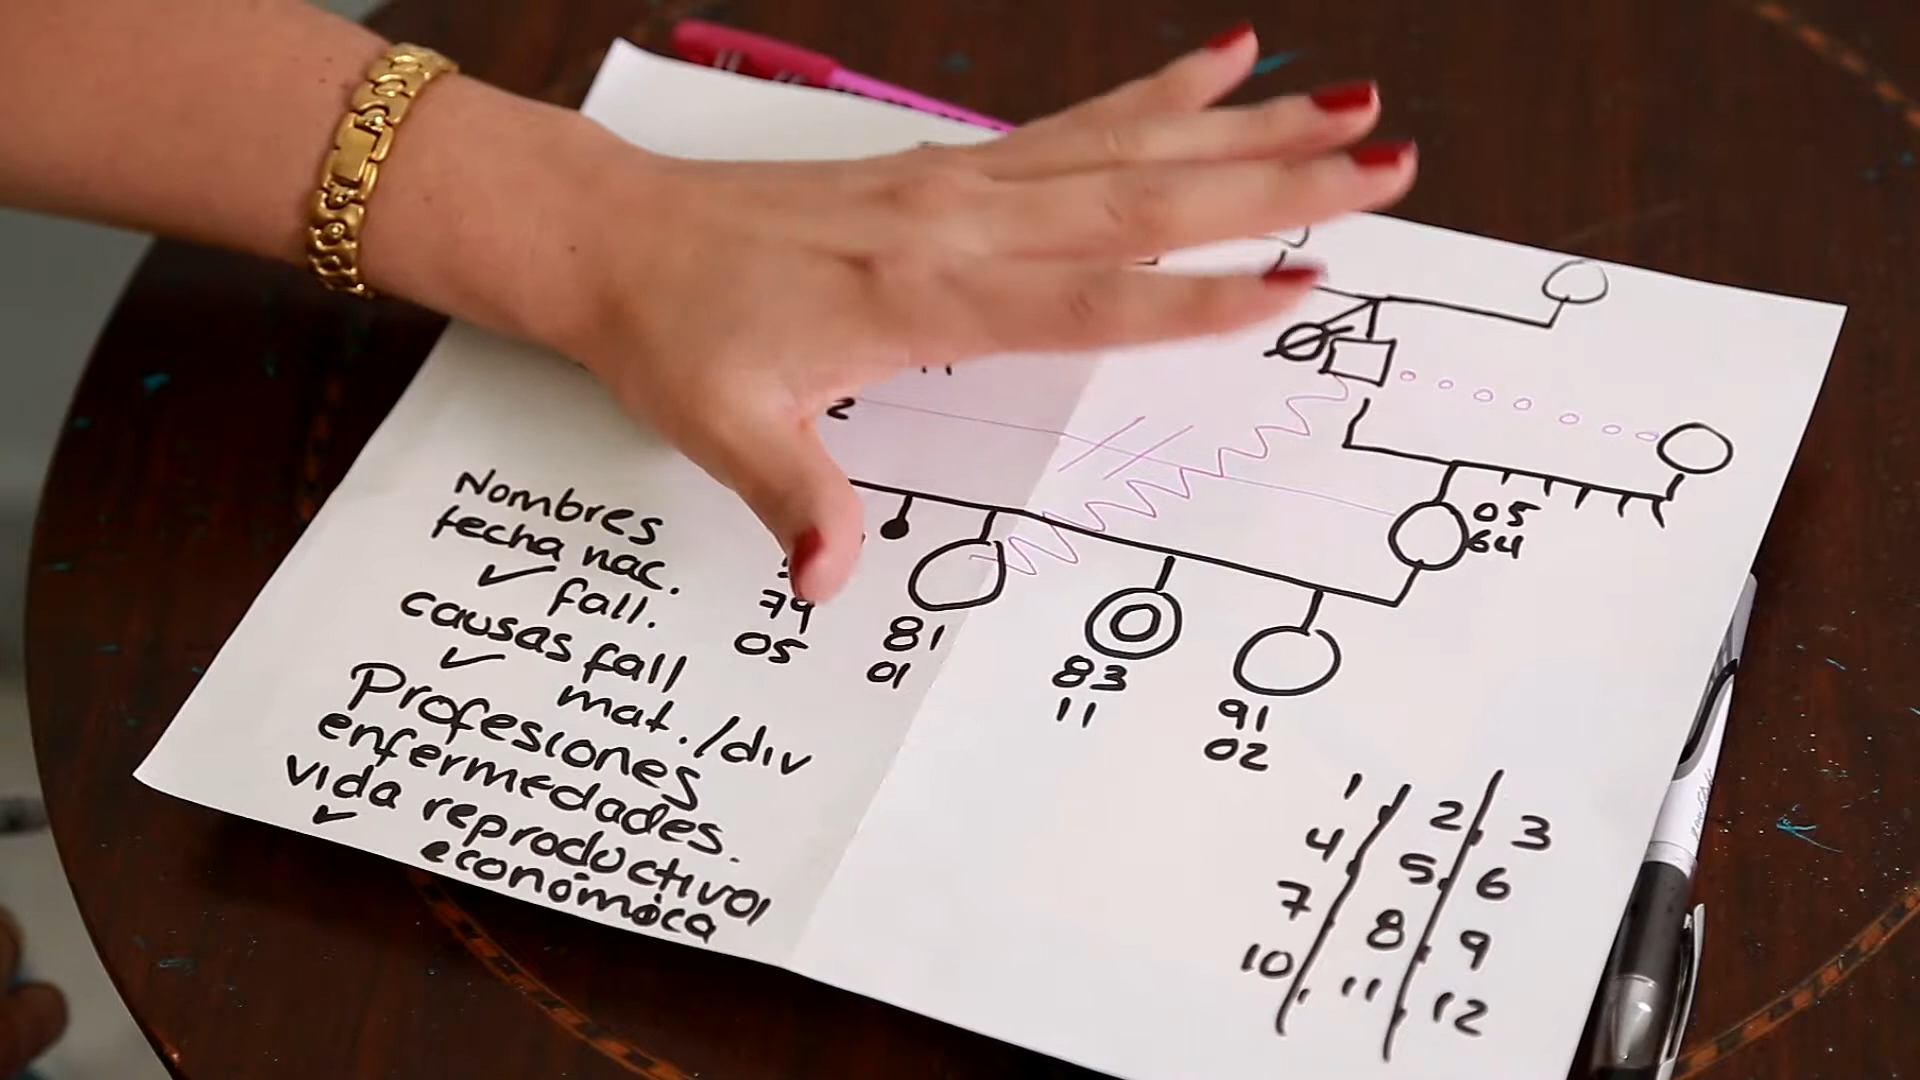 2
05
64
Nombres
fecha nac.
✓ fall.
causas fall
✓ mat. / div
Profesiones
enfermedades.
vida reproductiva
✓ económica
79
05
81
01
83
11
91
02
1 2 3
4 5 6
7 8 9
10 11 12